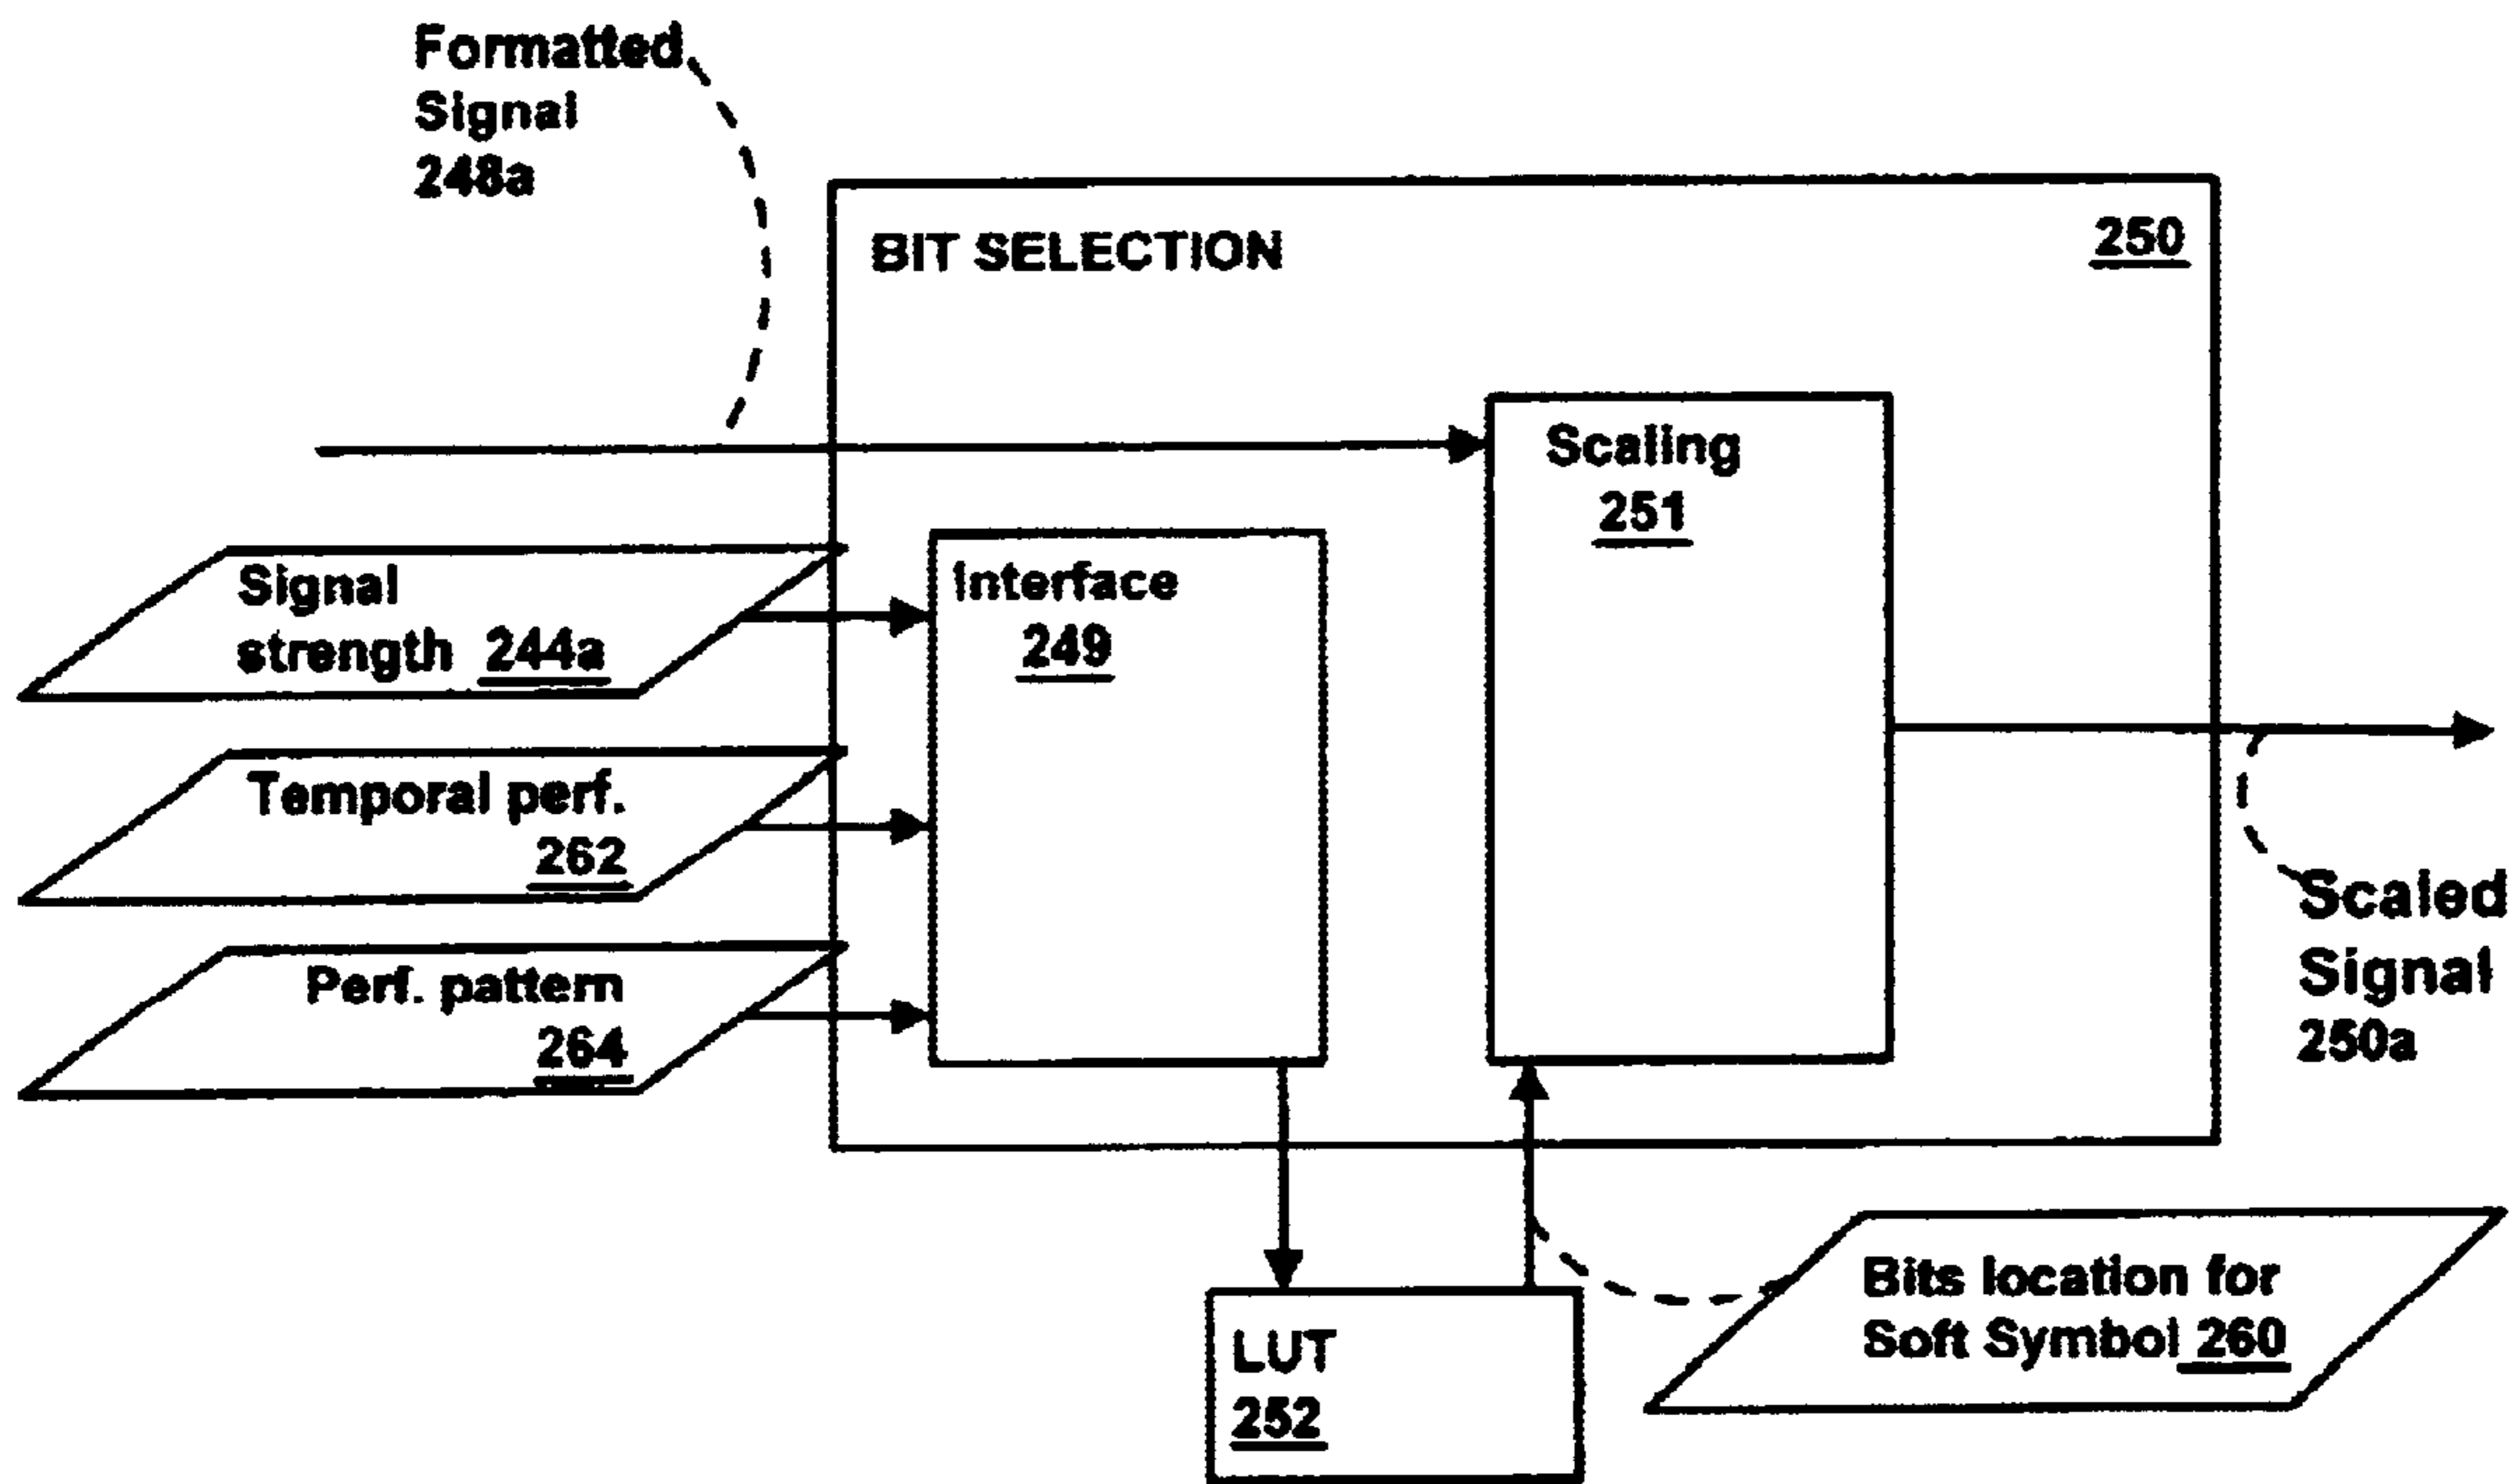 Formatted
Signal
248a
BIT SELECTION
250
Scaling
251
Signal
strength 244a
Interface
249
Temporal perf.
262
Perf. pattern
264
Scaled
Signal
250a
Bits location for
Soft Symbol 260
LUT
252